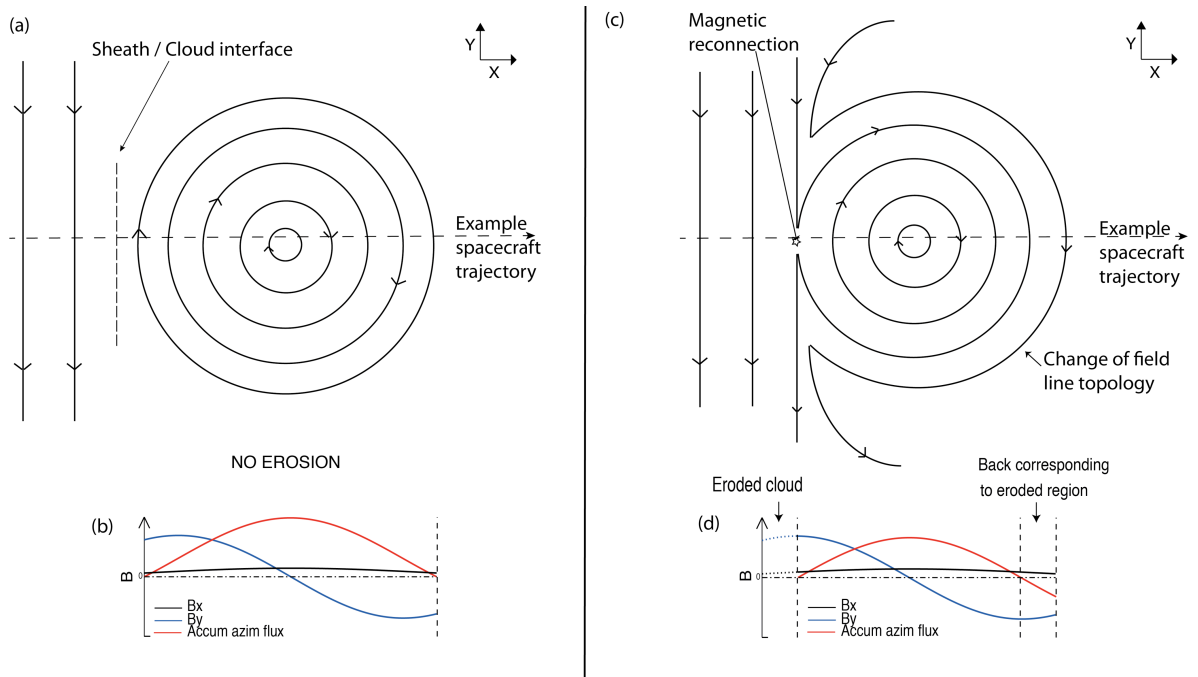 (a)
Sheath / Cloud interface
Y
X
Example
spacecraft
trajectory
NO EROSION
(b)
B
0
Bx
By
Accum azim flux
(c)
Magnetic
reconnection
Y
X
Example
spacecraft
trajectory
Change of field
line topology
Eroded cloud
Back corresponding
to eroded region
(d)
B
0
Bx
By
Accum azim flux